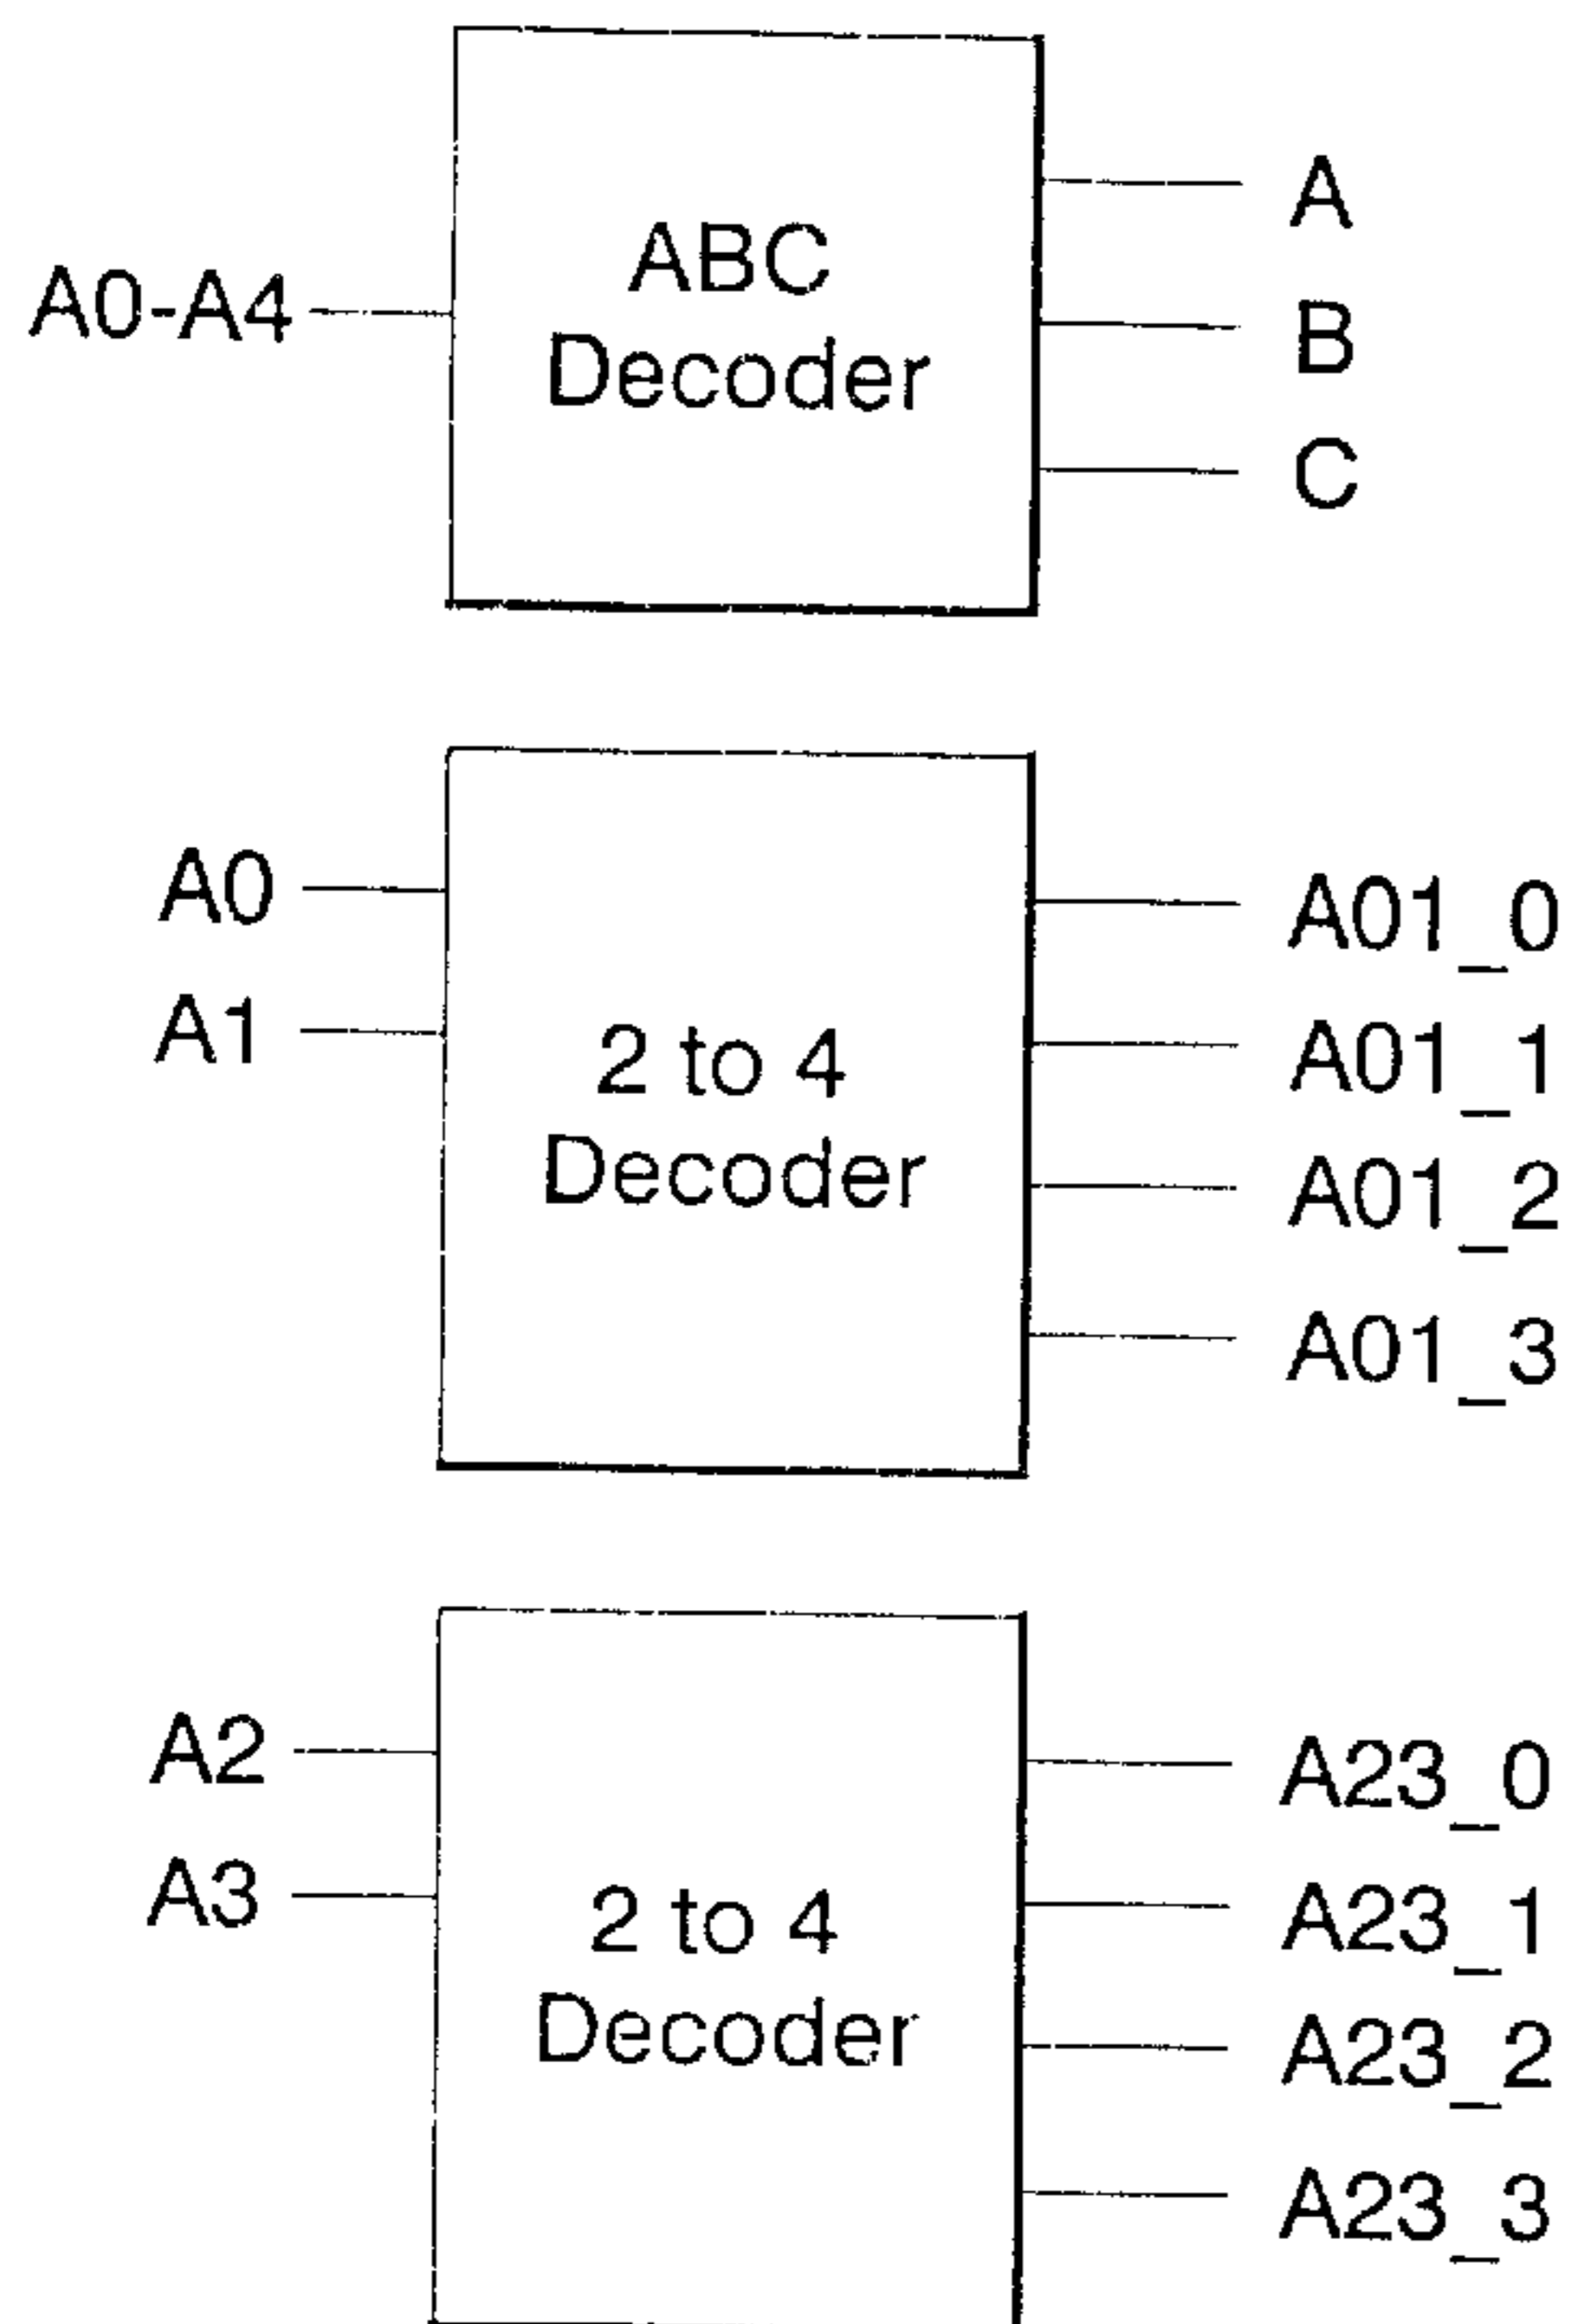 A0-A4
ABC
Decoder
A
B
C
A0
A1
2 to 4
Decoder
A01_0
A01_1
A01_2
A01_3
A2
A3
2 to 4
Decoder
A23_0
A23_1
A23_2
A23_3